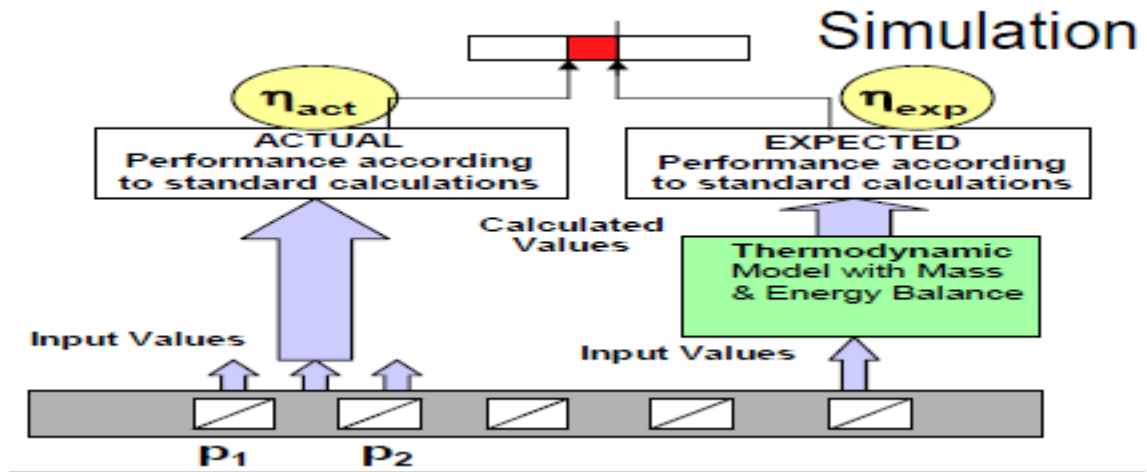 Simulation
ηact
ηexp
ACTUAL
Performance according
to standard calculations
EXPECTED
Performance according
to standard calculations
Calculated
Values
Thermodynamic
Model with Mass
& Energy Balance
Input Values
Input Values
p1
p2